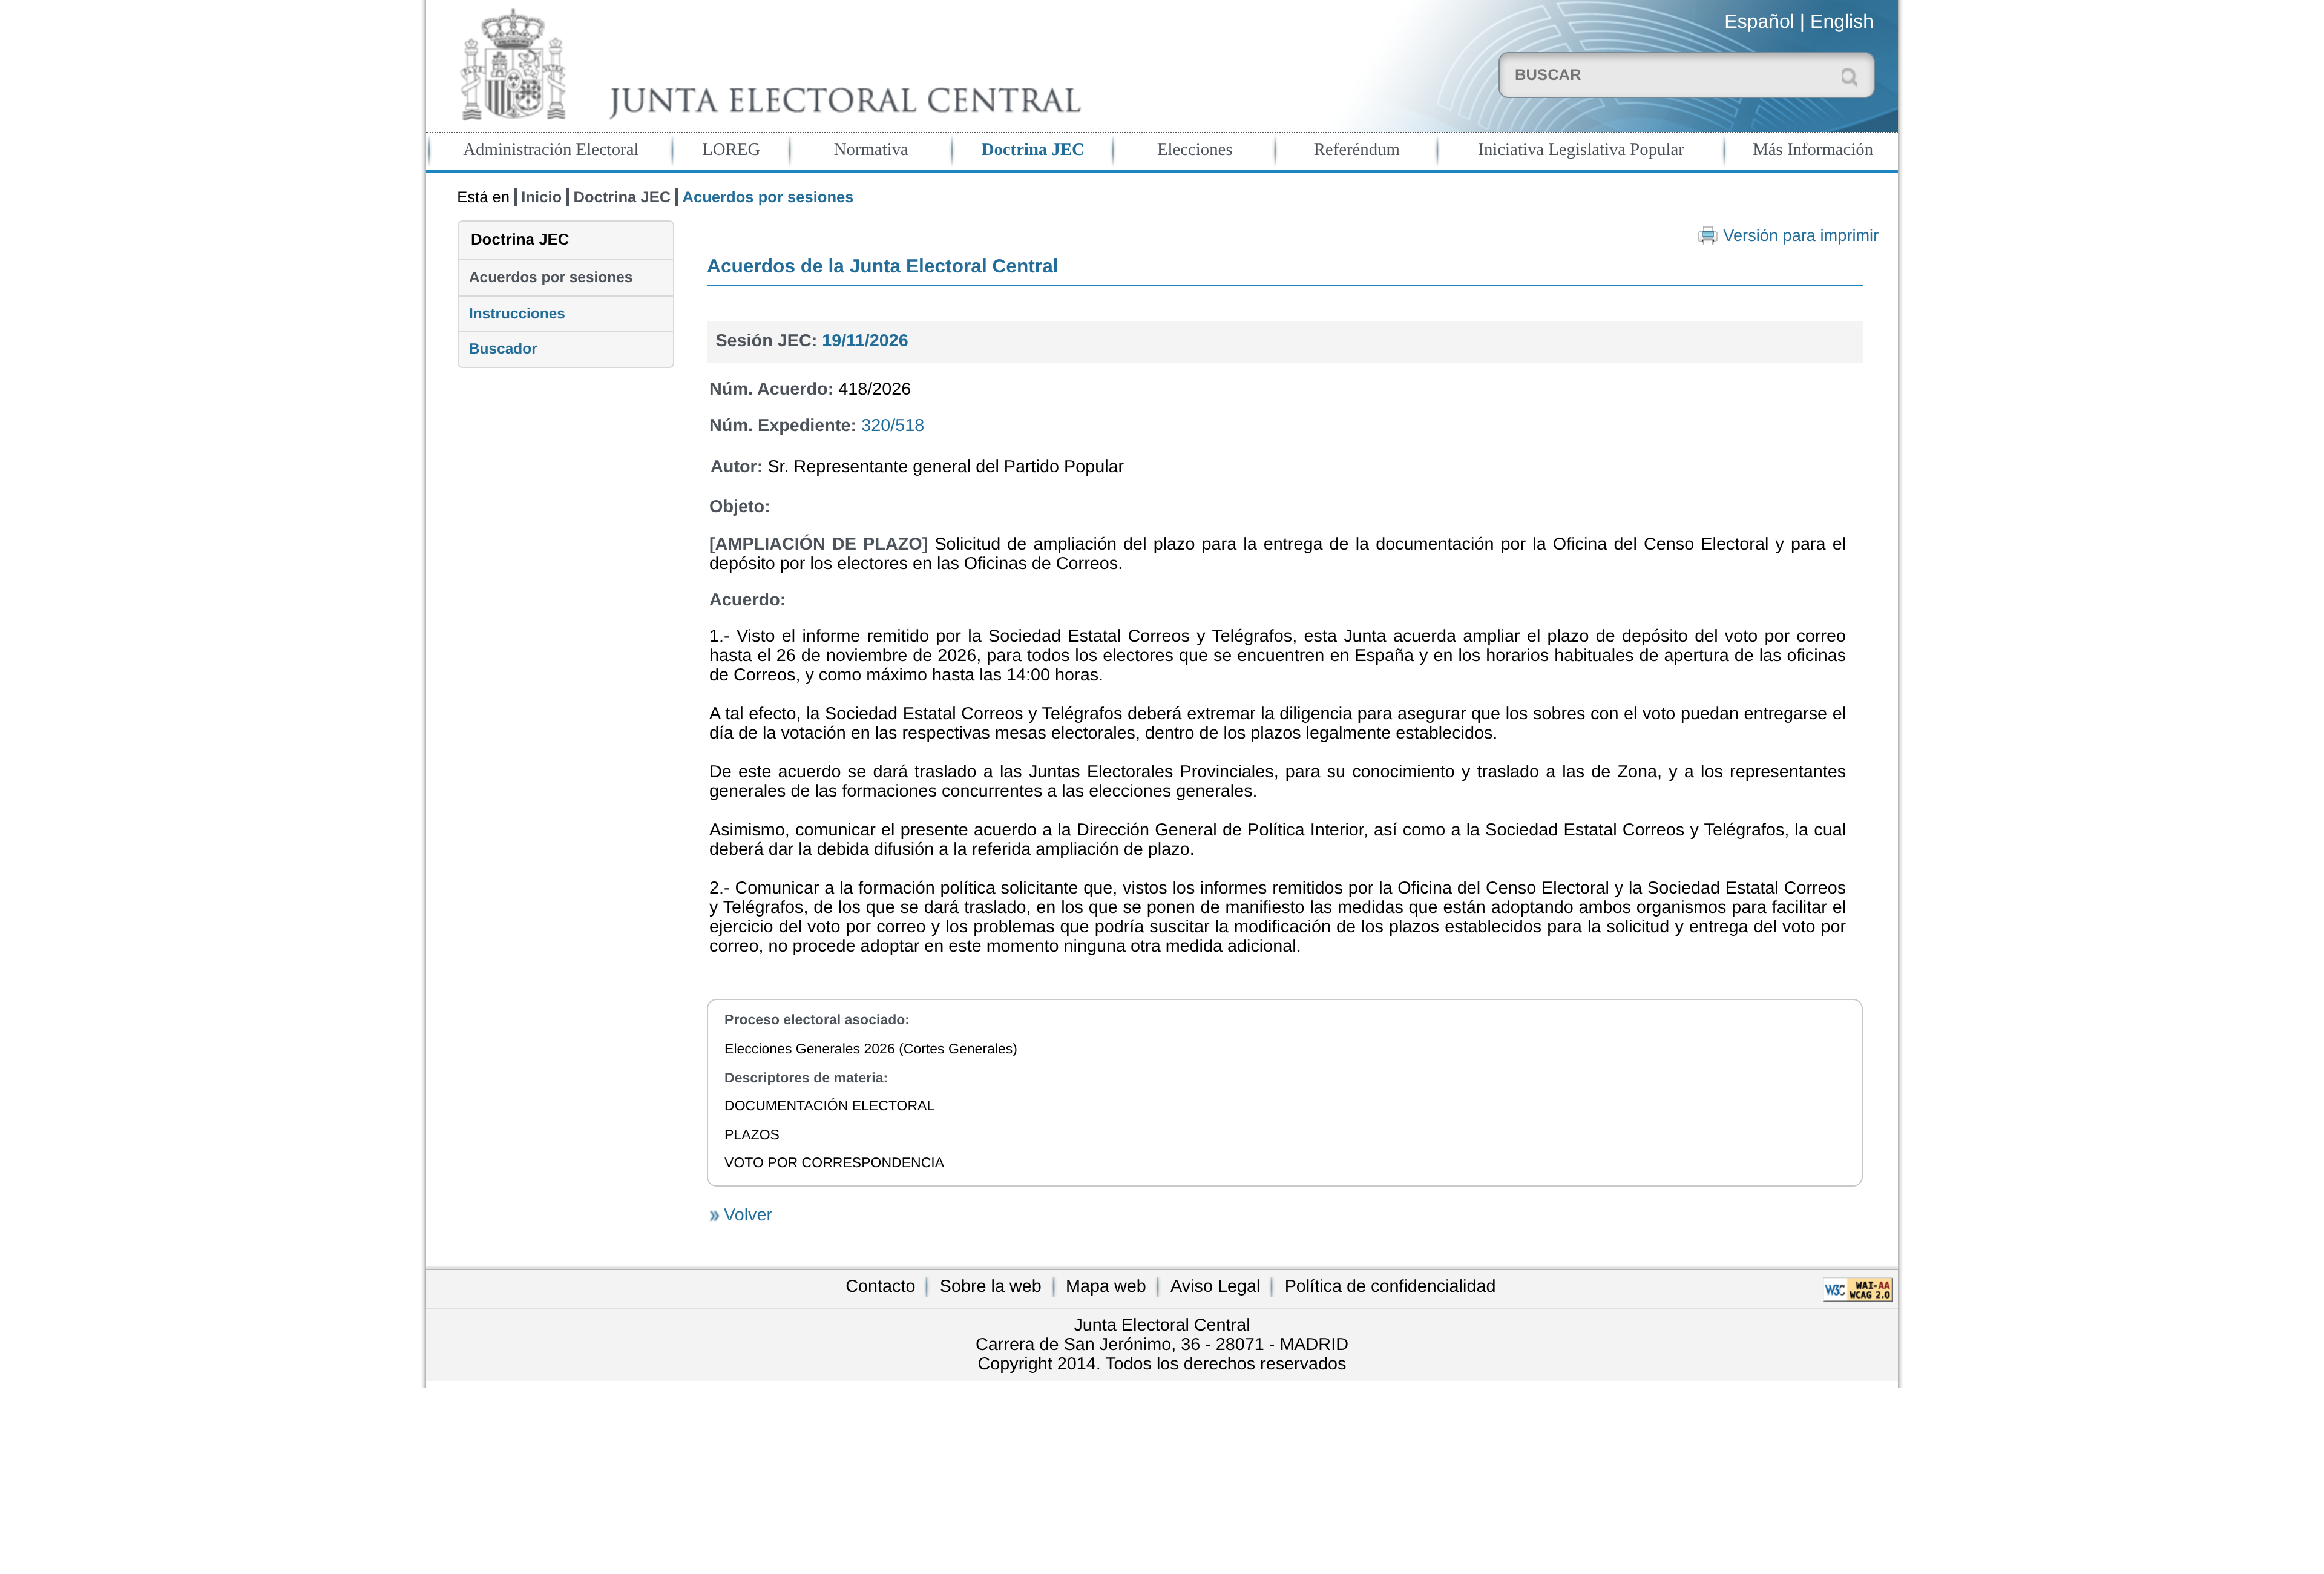 Español | English
BUSCAR
JUNTA ELECTORAL CENTRAL
Administración Electoral
LOREG
Normativa
Doctrina JEC
Elecciones
Referéndum
Iniciativa Legislativa Popular
Más Información
Está en | Inicio | Doctrina JEC | Acuerdos por sesiones
Doctrina JEC
Acuerdos por sesiones
Instrucciones
Buscador
Versión para imprimir
Acuerdos de la Junta Electoral Central
Sesión JEC: 19/11/2026
Núm. Acuerdo: 418/2026
Núm. Expediente: 320/518
Autor: Sr. Representante general del Partido Popular
Objeto:
[AMPLIACIÓN DE PLAZO] Solicitud de ampliación del plazo para la entrega de la documentación por la Oficina del Censo Electoral y para el
depósito por los electores en las Oficinas de Correos.
Acuerdo:
1.- Visto el informe remitido por la Sociedad Estatal Correos y Telégrafos, esta Junta acuerda ampliar el plazo de depósito del voto por correo
hasta el 26 de noviembre de 2026, para todos los electores que se encuentren en España y en los horarios habituales de apertura de las oficinas
de Correos, y como máximo hasta las 14:00 horas.
A tal efecto, la Sociedad Estatal Correos y Telégrafos deberá extremar la diligencia para asegurar que los sobres con el voto puedan entregarse el
día de la votación en las respectivas mesas electorales, dentro de los plazos legalmente establecidos.
De este acuerdo se dará traslado a las Juntas Electorales Provinciales, para su conocimiento y traslado a las de Zona, y a los representantes
generales de las formaciones concurrentes a las elecciones generales.
Asimismo, comunicar el presente acuerdo a la Dirección General de Política Interior, así como a la Sociedad Estatal Correos y Telégrafos, la cual
deberá dar la debida difusión a la referida ampliación de plazo.
2.- Comunicar a la formación política solicitante que, vistos los informes remitidos por la Oficina del Censo Electoral y la Sociedad Estatal Correos
y Telégrafos, de los que se dará traslado, en los que se ponen de manifiesto las medidas que están adoptando ambos organismos para facilitar el
ejercicio del voto por correo y los problemas que podría suscitar la modificación de los plazos establecidos para la solicitud y entrega del voto por
correo, no procede adoptar en este momento ninguna otra medida adicional.
Proceso electoral asociado:
Elecciones Generales 2026 (Cortes Generales)
Descriptores de materia:
DOCUMENTACIÓN ELECTORAL
PLAZOS
VOTO POR CORRESPONDENCIA
» Volver
Contacto
Sobre la web
Mapa web
Aviso Legal
Política de confidencialidad
W3C WAI-AA
WCAG 2.0
Junta Electoral Central
Carrera de San Jerónimo, 36 - 28071 - MADRID
Copyright 2014. Todos los derechos reservados